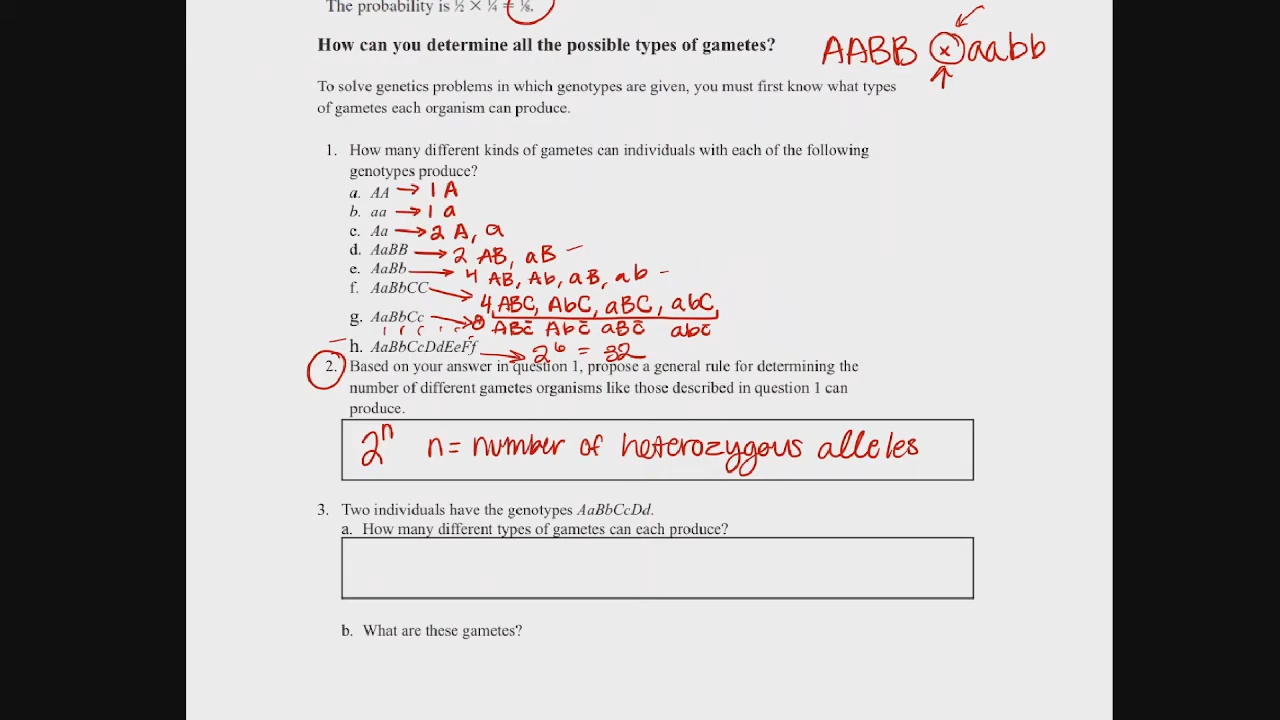 The probability is ½ × ¼ = ⅛.
How can you determine all the possible types of gametes?
AABB × aabb
To solve genetics problems in which genotypes are given, you must first know what types
of gametes each organism can produce.
1. How many different kinds of gametes can individuals with each of the following
genotypes produce?
a. AA → 1 A
b. aa → 1 a
c. Aa → 2 A, a
d. AaBB → 2 AB, aB
e. AaBb → 4 AB, Ab, aB, ab
f. AaBbCC → 4 ABC, AbC, aBC, abC
g. AaBbCc → 8 ABc̄ Abc̄ aBc̄ abc̄
h. AaBbCcDdEeFf → 2⁶ = 32
2. Based on your answer in question 1, propose a general rule for determining the
number of different gametes organisms like those described in question 1 can
produce.
2ⁿ n = number of heterozygous alleles
3. Two individuals have the genotypes AaBbCcDd.
a. How many different types of gametes can each produce?
b. What are these gametes?